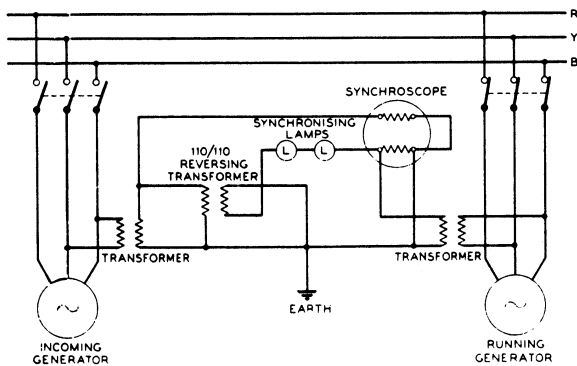 R
Y
B
SYNCHROSCOPE
SYNCHRONISING
LAMPS
110/110
REVERSING
TRANSFORMER
L
L
TRANSFORMER
TRANSFORMER
EARTH
INCOMING
GENERATOR
RUNNING
GENERATOR